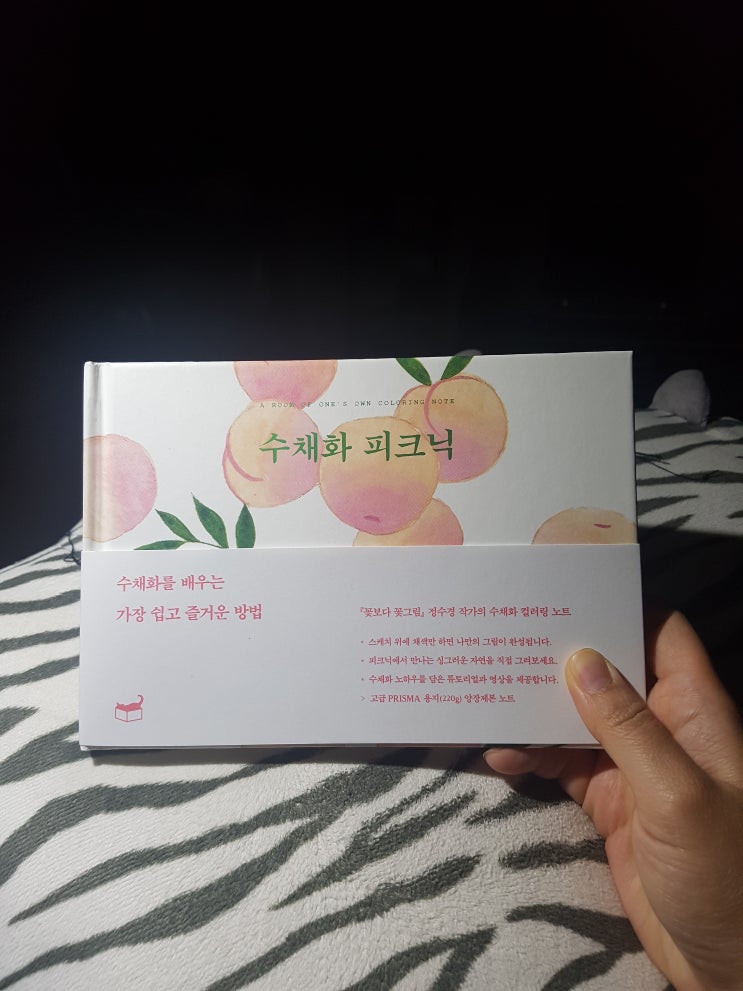 A ROOM OF ONE'S OWN COLORING NOTE
수채화 피크닉
수채화를 배우는
가장 쉽고 즐거운 방법
『꽃보다 꽃그림』 정수경 작가의 수채화 컬러링 노트
* 스케치 위에 채색만 하면 나만의 그림이 완성됩니다.
* 피크닉에서 만나는 싱그러운 자연을 직접 그려보세요.
* 수채화 노하우를 담은 튜토리얼과 영상을 제공합니다.
> 고급 PRISMA 용지(220g) 양장제본 노트